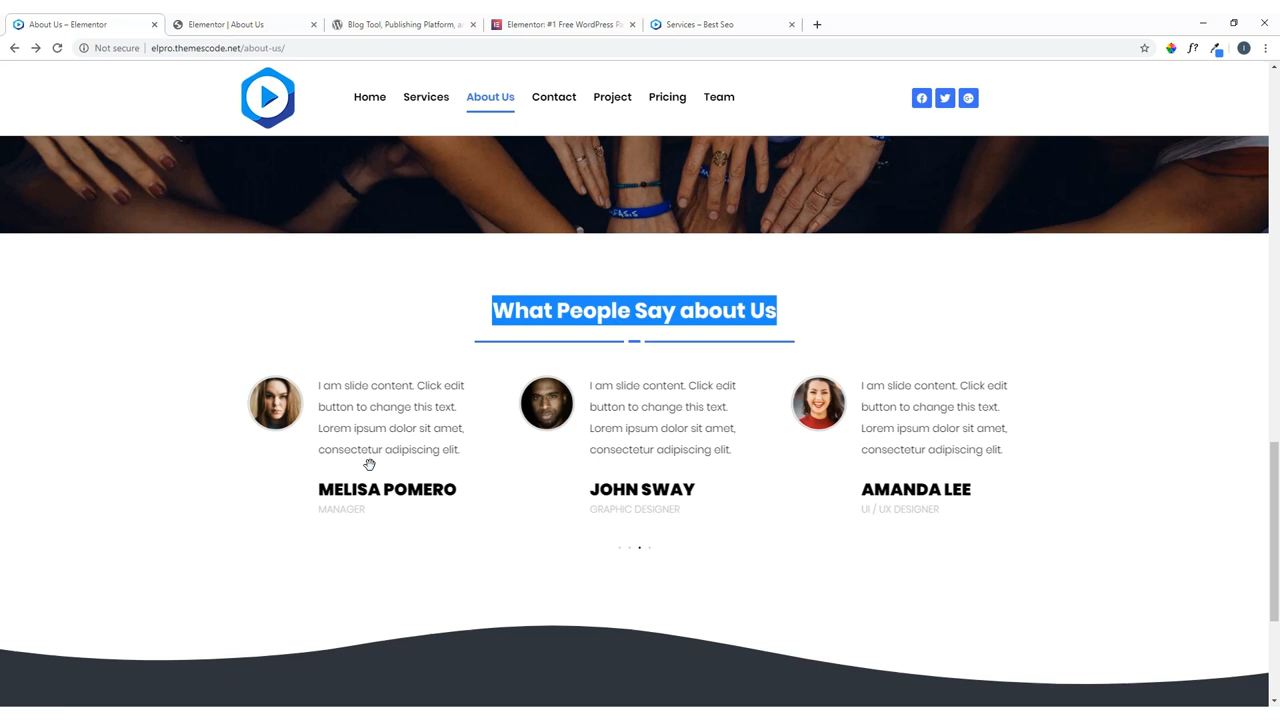 About Us – Elementor
Elementor | About Us
Blog Tool, Publishing Platform, a
Elementor: #1 Free WordPress
Services – Best Seo
Not secure
elpro.themescode.net/about-us/
f?
I
Home
Services
About Us
Contact
Project
Pricing
Team
What People Say about Us
I am slide content. Click edit
button to change this text.
Lorem ipsum dolor sit amet,
consectetur adipiscing elit.
MELISA POMERO
MANAGER
I am slide content. Click edit
button to change this text.
Lorem ipsum dolor sit amet,
consectetur adipiscing elit.
JOHN SWAY
GRAPHIC DESIGNER
I am slide content. Click edit
button to change this text.
Lorem ipsum dolor sit amet,
consectetur adipiscing elit.
AMANDA LEE
UI / UX DESIGNER